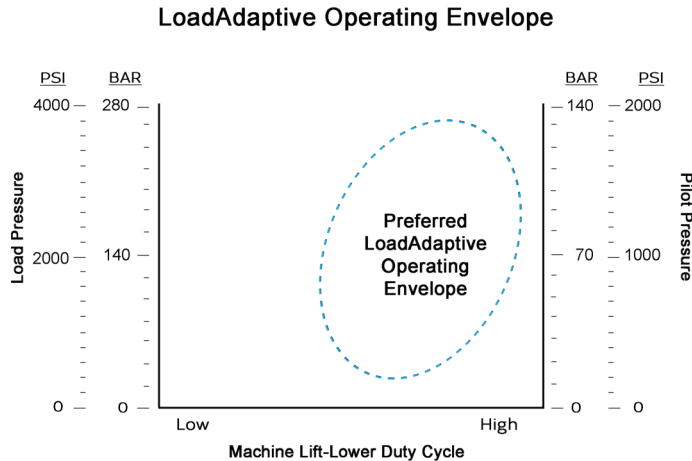 LoadAdaptive Operating Envelope
PSI BAR BAR PSI
4000 280 140 2000
Load Pressure
Preferred
LoadAdaptive
Operating
Envelope
Pilot Pressure
2000 140 70 1000
0 0 0 0
Low High
Machine Lift-Lower Duty Cycle